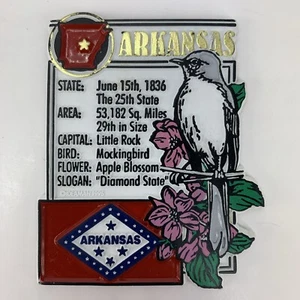 ARKANSAS
STATE: June 15th, 1836
The 25th State
AREA: 53,182 Sq. Miles
29th in Size
CAPITAL: Little Rock
BIRD: Mockingbird
FLOWER: Apple Blossom
SLOGAN: "Diamond State"
ARKANSAS